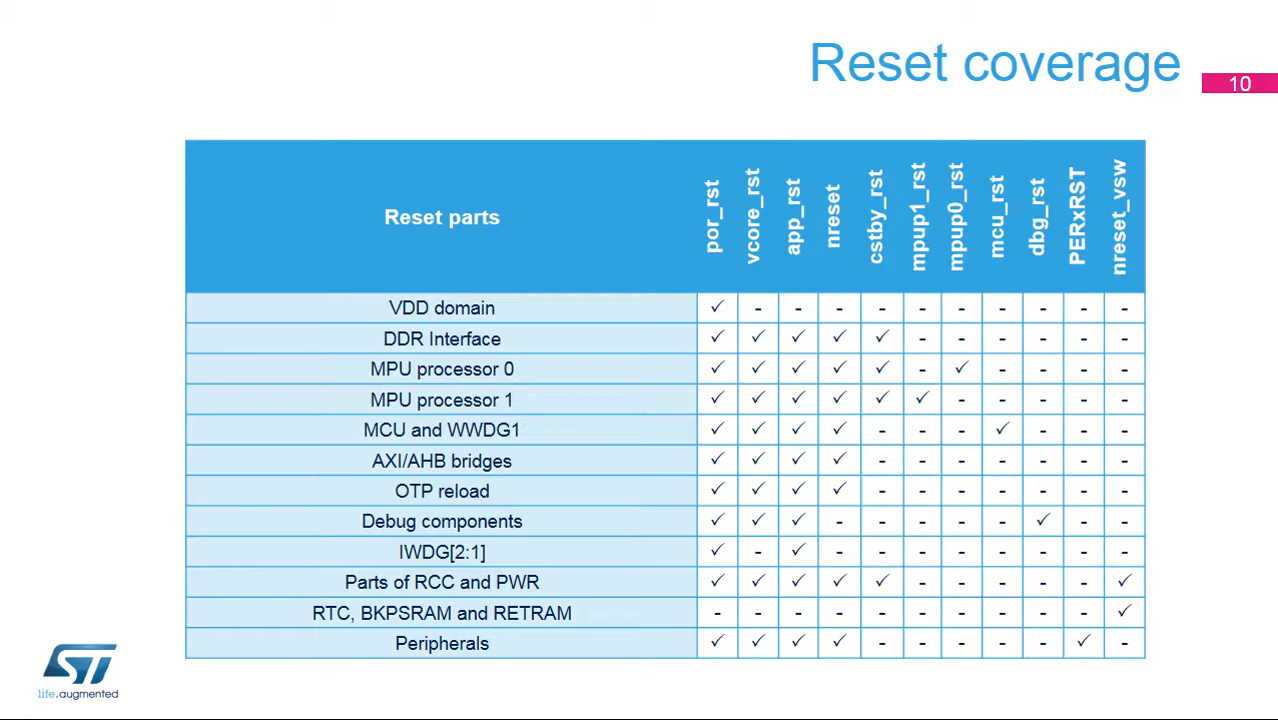 Reset coverage
10
Reset parts por_rst vcore_rst app_rst nreset cstby_rst mpup1_rst mpup0_rst mcu_rst dbg_rst PERxRST nreset_vsw
VDD domain ✓ - - - - - - - - - -
DDR Interface ✓ ✓ ✓ ✓ ✓ - - - - - -
MPU processor 0 ✓ ✓ ✓ ✓ ✓ - ✓ - - - -
MPU processor 1 ✓ ✓ ✓ ✓ ✓ ✓ - - - - -
MCU and WWDG1 ✓ ✓ ✓ ✓ - - - ✓ - - -
AXI/AHB bridges ✓ ✓ ✓ ✓ - - - - - - -
OTP reload ✓ ✓ ✓ ✓ - - - - - - -
Debug components ✓ ✓ ✓ - - - - - ✓ - -
IWDG[2:1] ✓ - ✓ - - - - - - - -
Parts of RCC and PWR ✓ ✓ ✓ ✓ ✓ - - - - - ✓
RTC, BKPSRAM and RETRAM - - - - - - - - - - ✓
Peripherals ✓ ✓ ✓ ✓ - - - - - ✓ -
ST
life.augmented